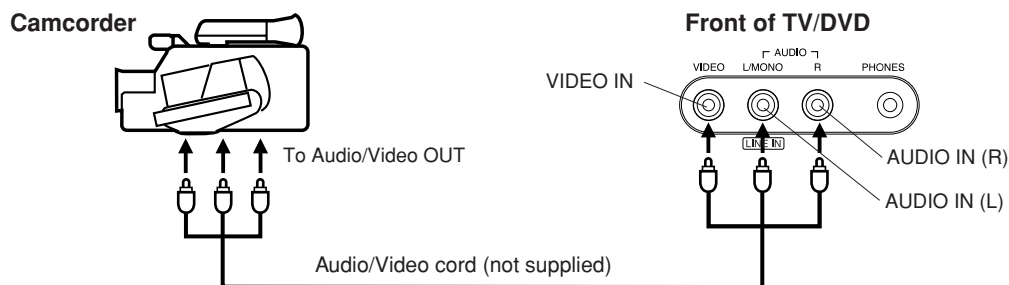 Camcorder
Front of TV/DVD
AUDIO
VIDEO L/MONO R PHONES
VIDEO IN
LINE IN
To Audio/Video OUT
AUDIO IN (R)
AUDIO IN (L)
Audio/Video cord (not supplied)